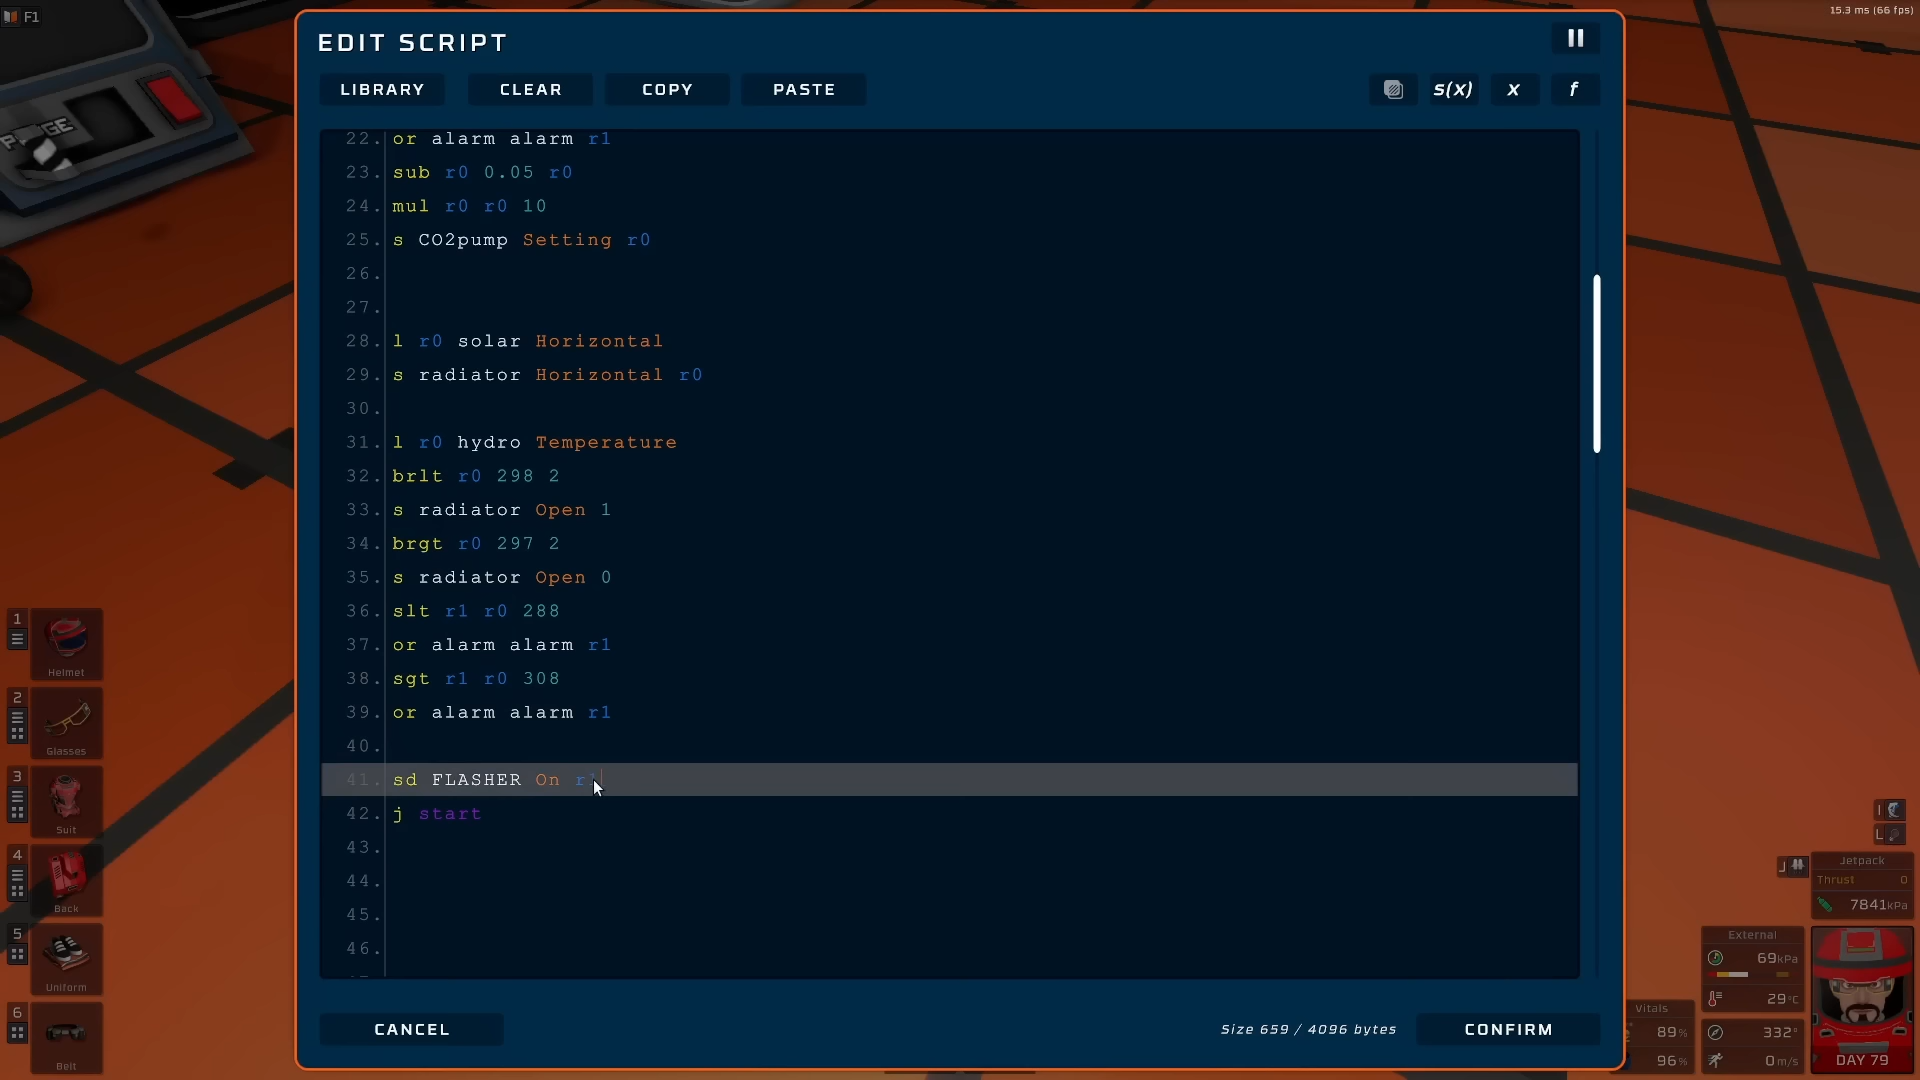 F1
15.3 ms (66 fps)
EDIT SCRIPT
LIBRARY CLEAR COPY PASTE s(x) x f
22. or alarm alarm r1
23. sub r0 0.05 r0
24. mul r0 r0 10
25. s CO2pump Setting r0
26.
27.
28. l r0 solar Horizontal
29. s radiator Horizontal r0
30.
31. l r0 hydro Temperature
32. brlt r0 298 2
33. s radiator Open 1
34. brgt r0 297 2
35. s radiator Open 0
36. slt r1 r0 288
37. or alarm alarm r1
38. sgt r1 r0 308
39. or alarm alarm r1
40.
41. sd FLASHER On r1
42. j start
43.
44.
45.
46.
CANCEL Size 659 / 4096 bytes CONFIRM
1 Helmet
2 Glasses
3 Suit
4 Back
5 Uniform
6 Belt
I
L
J Jetpack
Thrust 0
7841kPa
External
69kPa
29°C
Vitals
89% 332°
96% 0m/s
DAY 79